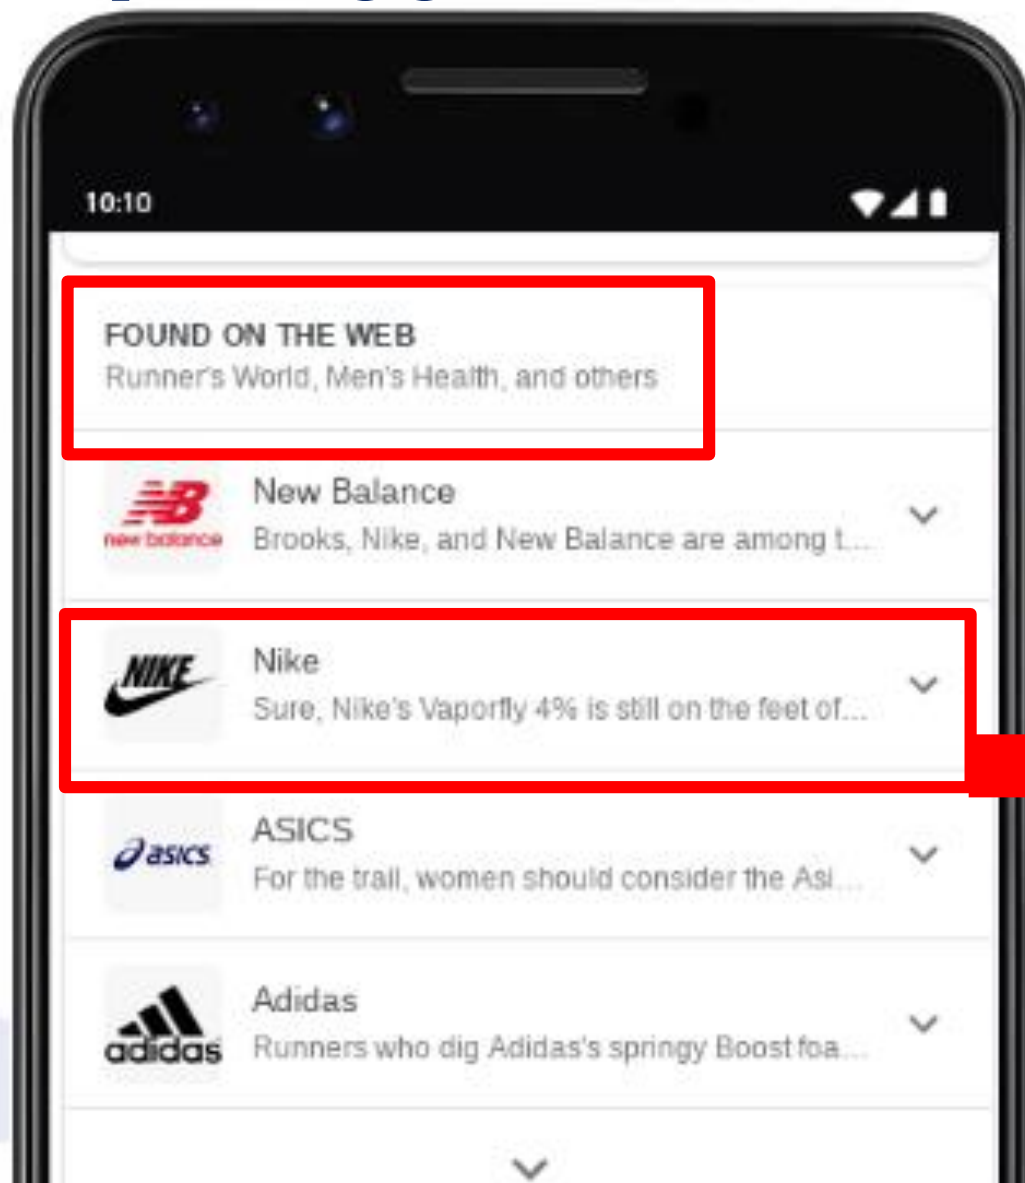 10:10
FOUND ON THE WEB
Runner's World, Men's Health, and others
new balance
New Balance
Brooks, Nike, and New Balance are among t...
NIKE
Nike
Sure, Nike's Vaporfly 4% is still on the feet of...
asics
ASICS
For the trail, women should consider the Asi...
adidas
Adidas
Runners who dig Adidas's springy Boost foa...